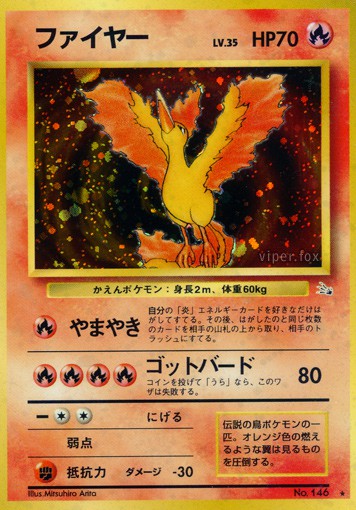 ファイヤー LV.35 HP70
viper.fox
かえんポケモン：身長2m、体重60kg
やまやき
自分の「炎」エネルギーカードを好きなだけは
がしてすてる。その後、はがしたのと同じ枚数
のカードを相手の山札の上から取り、相手のト
ラッシュにすてる。
ゴッドバード 80
コインを投げて「うら」なら、このワ
ザは失敗する。
にげる
弱点
抵抗力 ダメージ -30
伝説の鳥ポケモンの一
匹。オレンジ色の燃え
るような翼は見るもの
を圧倒する。
Illus.Mitsuhiro Arita
No. 146 ★